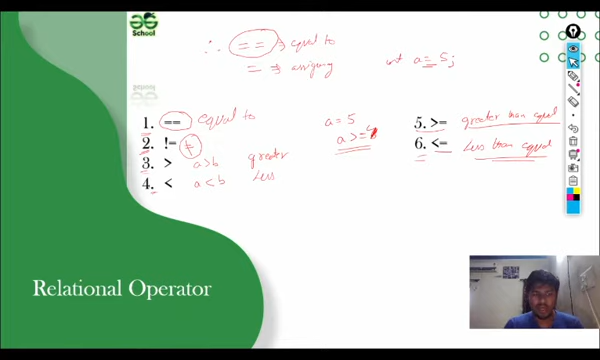 School
∴ == ⇒ equal to
= ⇒ assigning int a = 5;
1. == equal to a = 5 5. >= greater than equal
2. != ≠ a >= 6. <= Less than equal
3. > a > b greater
4. < a < b Less
Relational Operator